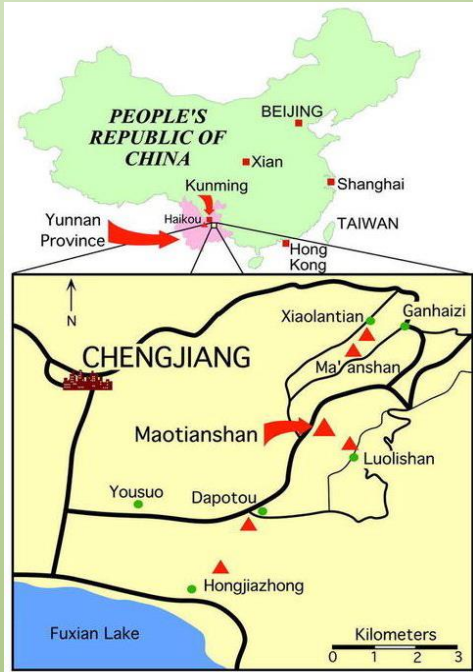 PEOPLE'S
REPUBLIC OF
CHINA
BEIJING
Xian
Kunming
Shanghai
Haikou
Yunnan
Province
TAIWAN
Hong
Kong
N
Xiaolantian
Ganhaizi
CHENGJIANG
Ma'anshan
Maotianshan
Luolishan
Yousuo
Dapotou
Hongjiazhong
Fuxian Lake
Kilometers
0 1 2 3